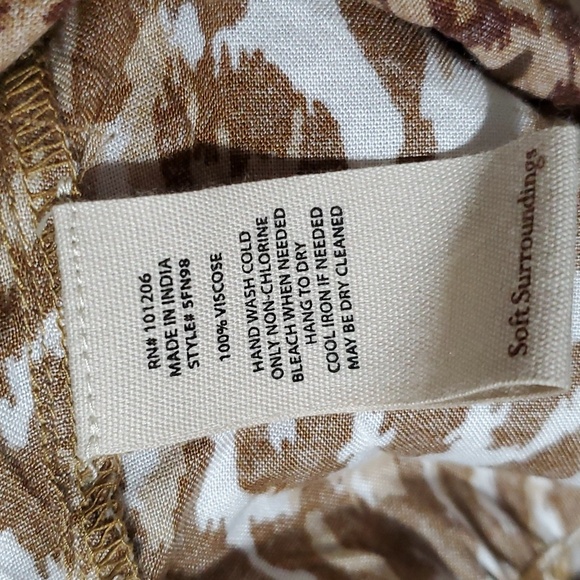 RN# 101206
MADE IN INDIA
STYLE# 5FN98
100% VISCOSE
HAND WASH COLD
ONLY NON-CHLORINE
BLEACH WHEN NEEDED
HANG TO DRY
COOL IRON IF NEEDED
MAY BE DRY CLEANED
Soft Surroundings